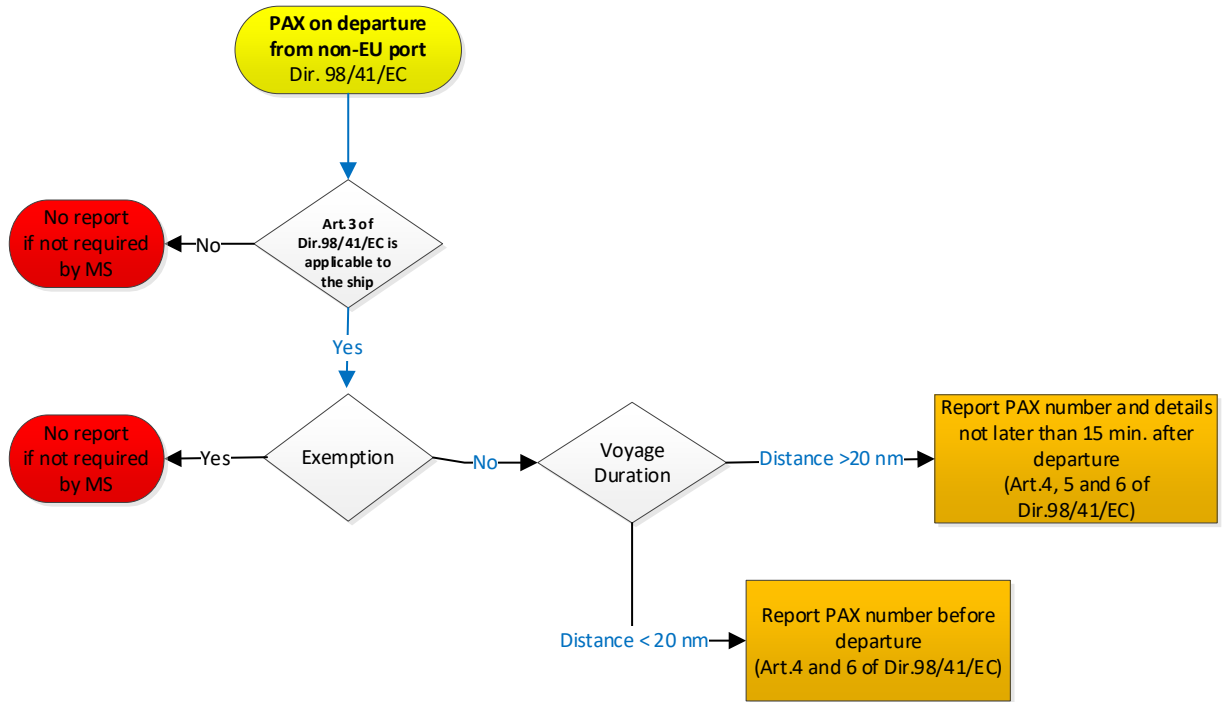 PAX on departure
from non-EU port
Dir. 98/41/EC
Art.3 of
Dir.98/41/EC is
applicable to
the ship
No
No report
if not required
by MS
Yes
Exemption
Yes
No report
if not required
by MS
No
Voyage
Duration
Distance >20 nm
Report PAX number and details
not later than 15 min. after
departure
(Art.4, 5 and 6 of
Dir.98/41/EC)
Distance < 20 nm
Report PAX number before
departure
(Art.4 and 6 of Dir.98/41/EC)